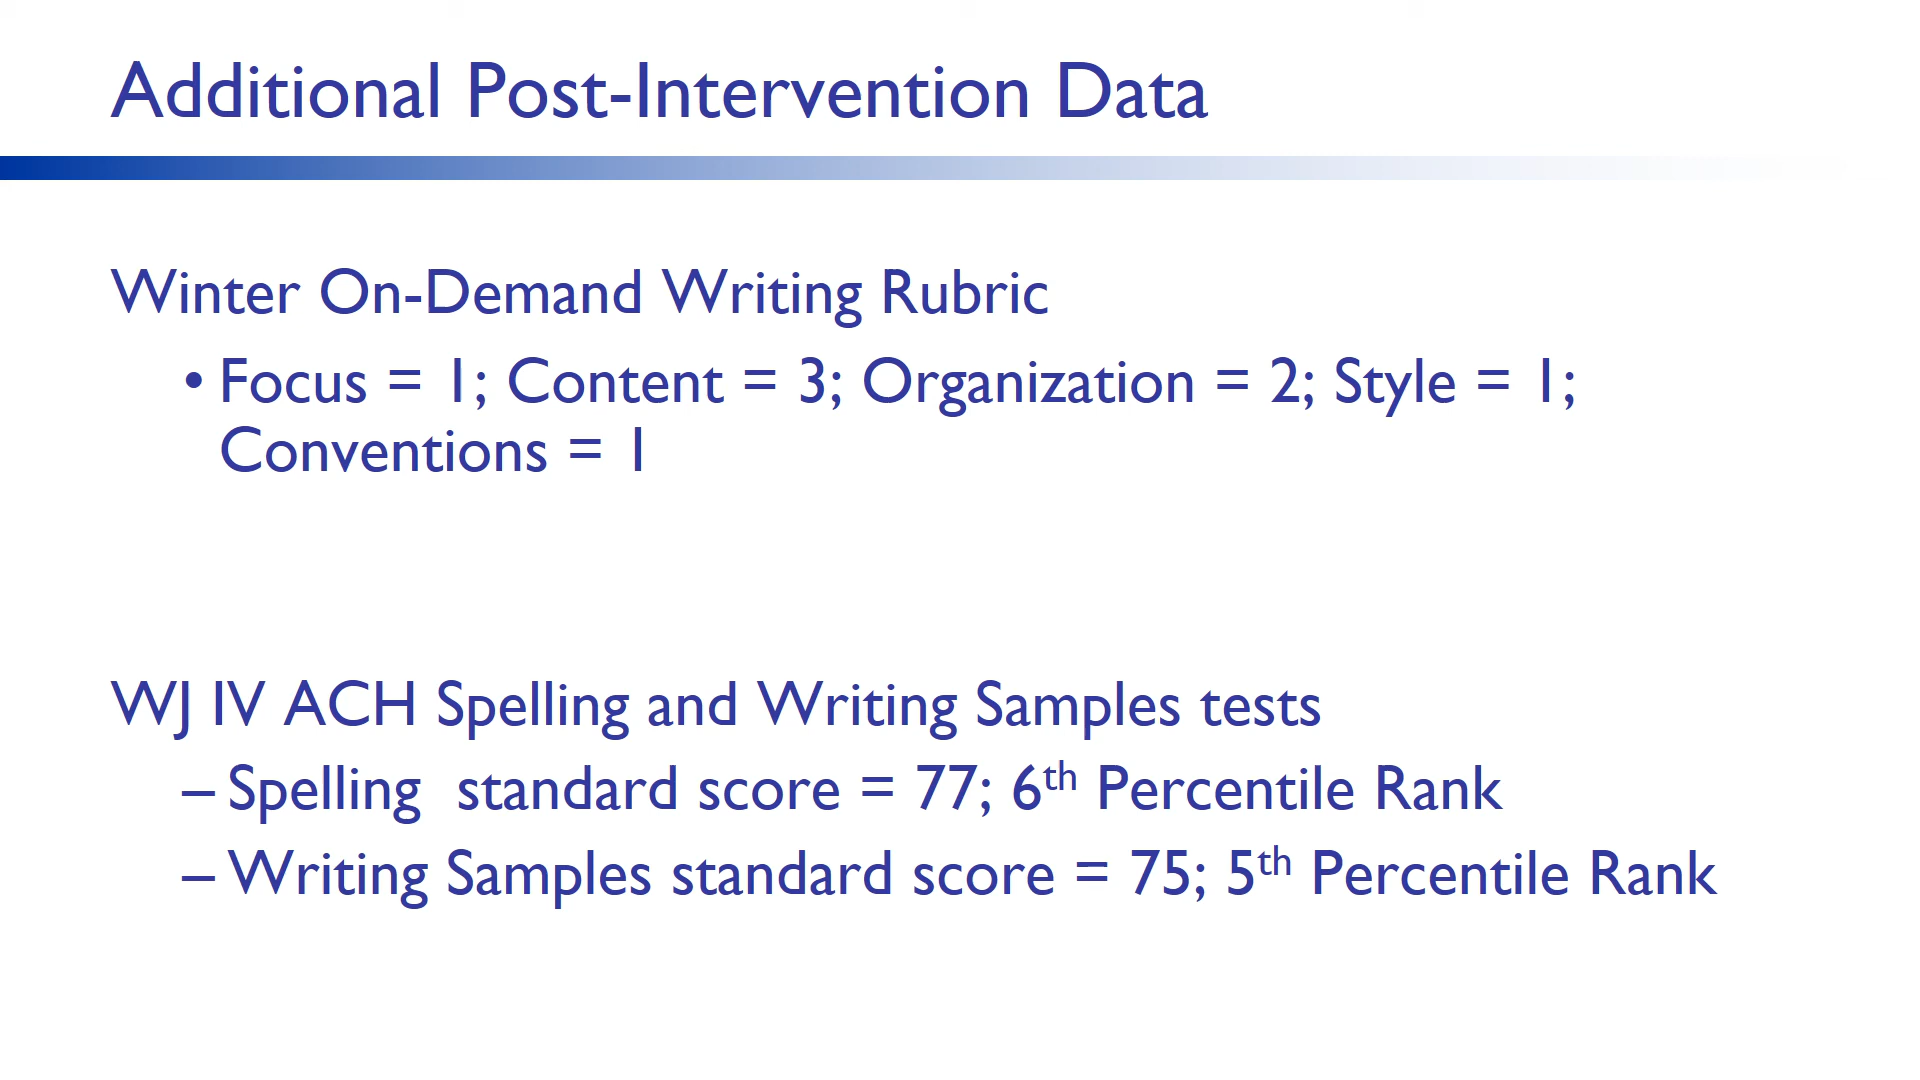 Additional Post-Intervention Data
Winter On-Demand Writing Rubric
• Focus = 1; Content = 3; Organization = 2; Style = 1;
Conventions = 1
WJ IV ACH Spelling and Writing Samples tests
– Spelling  standard score = 77; 6th Percentile Rank
– Writing Samples standard score = 75; 5th Percentile Rank